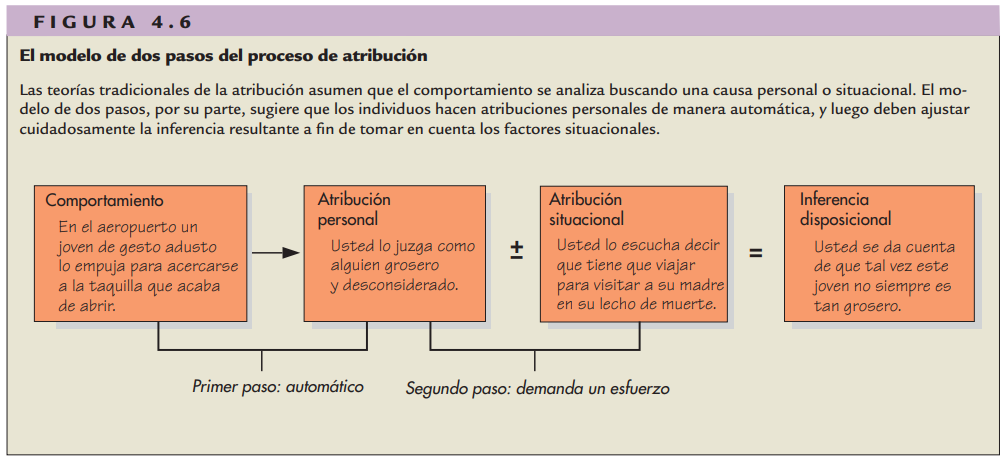 FIGURA 4.6
El modelo de dos pasos del proceso de atribución
Las teorías tradicionales de la atribución asumen que el comportamiento se analiza buscando una causa personal o situacional. El mo-
delo de dos pasos, por su parte, sugiere que los individuos hacen atribuciones personales de manera automática, y luego deben ajustar
cuidadosamente la inferencia resultante a fin de tomar en cuenta los factores situacionales.
Comportamiento
En el aeropuerto un
joven de gesto adusto
lo empuja para acercarse
a la taquilla que acaba
de abrir.
Atribución
personal
Usted lo juzga como
alguien grosero
y desconsiderado.
±
Atribución
situacional
Usted lo escucha decir
que tiene que viajar
para visitar a su madre
en su lecho de muerte.
=
Inferencia
disposicional
Usted se da cuenta
de que tal vez este
joven no siempre es
tan grosero.
Primer paso: automático
Segundo paso: demanda un esfuerzo